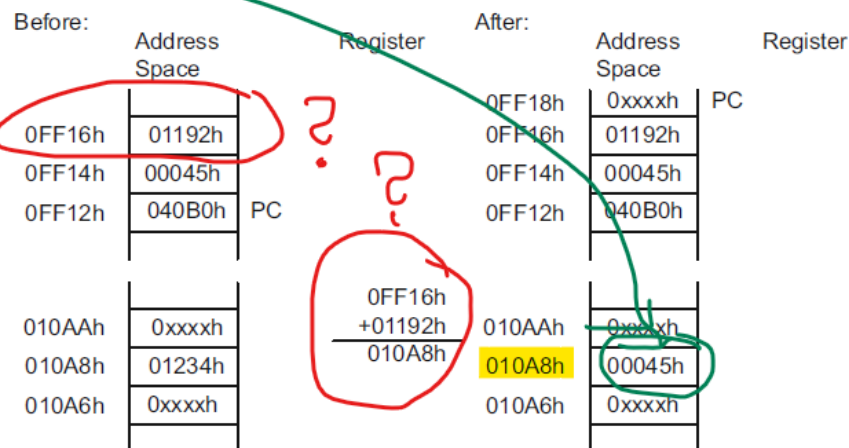 Before:
Address Space
Register
0FF16h 01192h
0FF14h 00045h
0FF12h 040B0h PC
010AAh 0xxxxh
010A8h 01234h
010A6h 0xxxxh
0FF16h
+01192h
010A8h
? ?
After:
Address Space
Register
0FF18h 0xxxxh PC
0FF16h 01192h
0FF14h 00045h
0FF12h 040B0h
010AAh 0xxxxh
010A8h 00045h
010A6h 0xxxxh